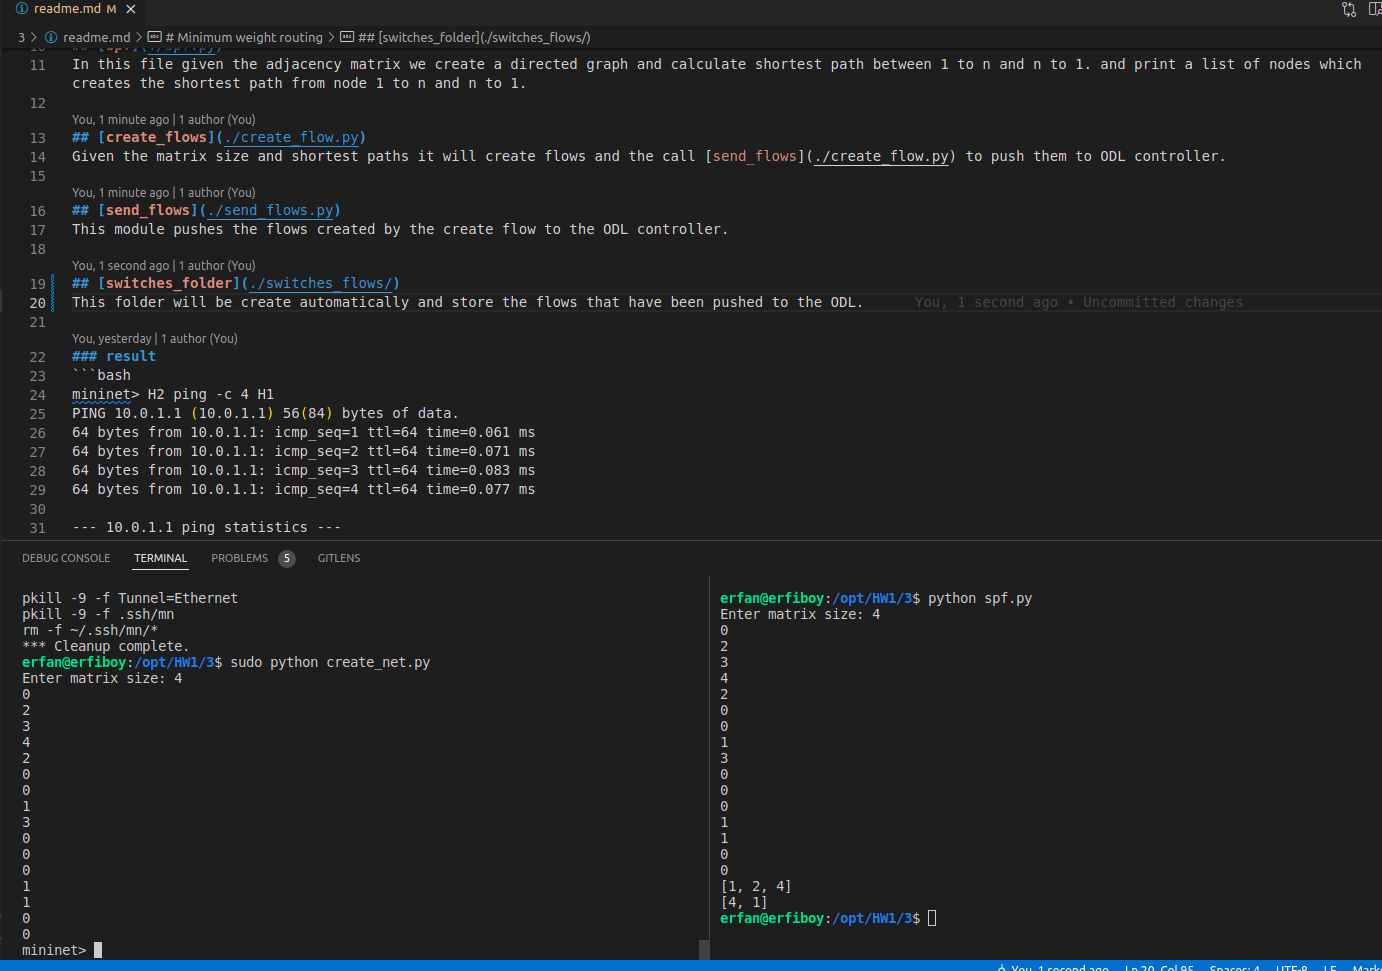 readme.md M
3 > readme.md > # Minimum weight routing > ## [switches_folder](./switches_flows/)
11 In this file given the adjacency matrix we create a directed graph and calculate shortest path between 1 to n and n to 1. and print a list of nodes which
creates the shortest path from node 1 to n and n to 1.
12
You, 1 minute ago | 1 author (You)
13 ## [create_flows](./create_flow.py)
14 Given the matrix size and shortest paths it will create flows and the call [send_flows](./create_flow.py) to push them to ODL controller.
15
You, 1 minute ago | 1 author (You)
16 ## [send_flows](./send_flows.py)
17 This module pushes the flows created by the create flow to the ODL controller.
18
You, 1 second ago | 1 author (You)
19 ## [switches_folder](./switches_flows/)
20 This folder will be create automatically and store the flows that have been pushed to the ODL. You, 1 second ago • Uncommitted changes
21
You, yesterday | 1 author (You)
22 ### result
23 ```bash
24 mininet> H2 ping -c 4 H1
25 PING 10.0.1.1 (10.0.1.1) 56(84) bytes of data.
26 64 bytes from 10.0.1.1: icmp_seq=1 ttl=64 time=0.061 ms
27 64 bytes from 10.0.1.1: icmp_seq=2 ttl=64 time=0.071 ms
28 64 bytes from 10.0.1.1: icmp_seq=3 ttl=64 time=0.083 ms
29 64 bytes from 10.0.1.1: icmp_seq=4 ttl=64 time=0.077 ms
30
31 --- 10.0.1.1 ping statistics ---
DEBUG CONSOLE TERMINAL PROBLEMS 5 GITLENS
pkill -9 -f Tunnel=Ethernet
pkill -9 -f .ssh/mn
rm -f ~/.ssh/mn/*
*** Cleanup complete.
erfan@erfiboy:/opt/HW1/3$ sudo python create_net.py
Enter matrix size: 4
0
2
3
4
2
0
0
1
3
0
0
0
1
1
0
0
mininet>
erfan@erfiboy:/opt/HW1/3$ python spf.py
Enter matrix size: 4
0
2
3
4
2
0
0
1
3
0
0
0
1
1
0
0
[1, 2, 4]
[4, 1]
erfan@erfiboy:/opt/HW1/3$
You, 1 second ago Ln 20, Col 95 Spaces: 4 UTF-8 LF